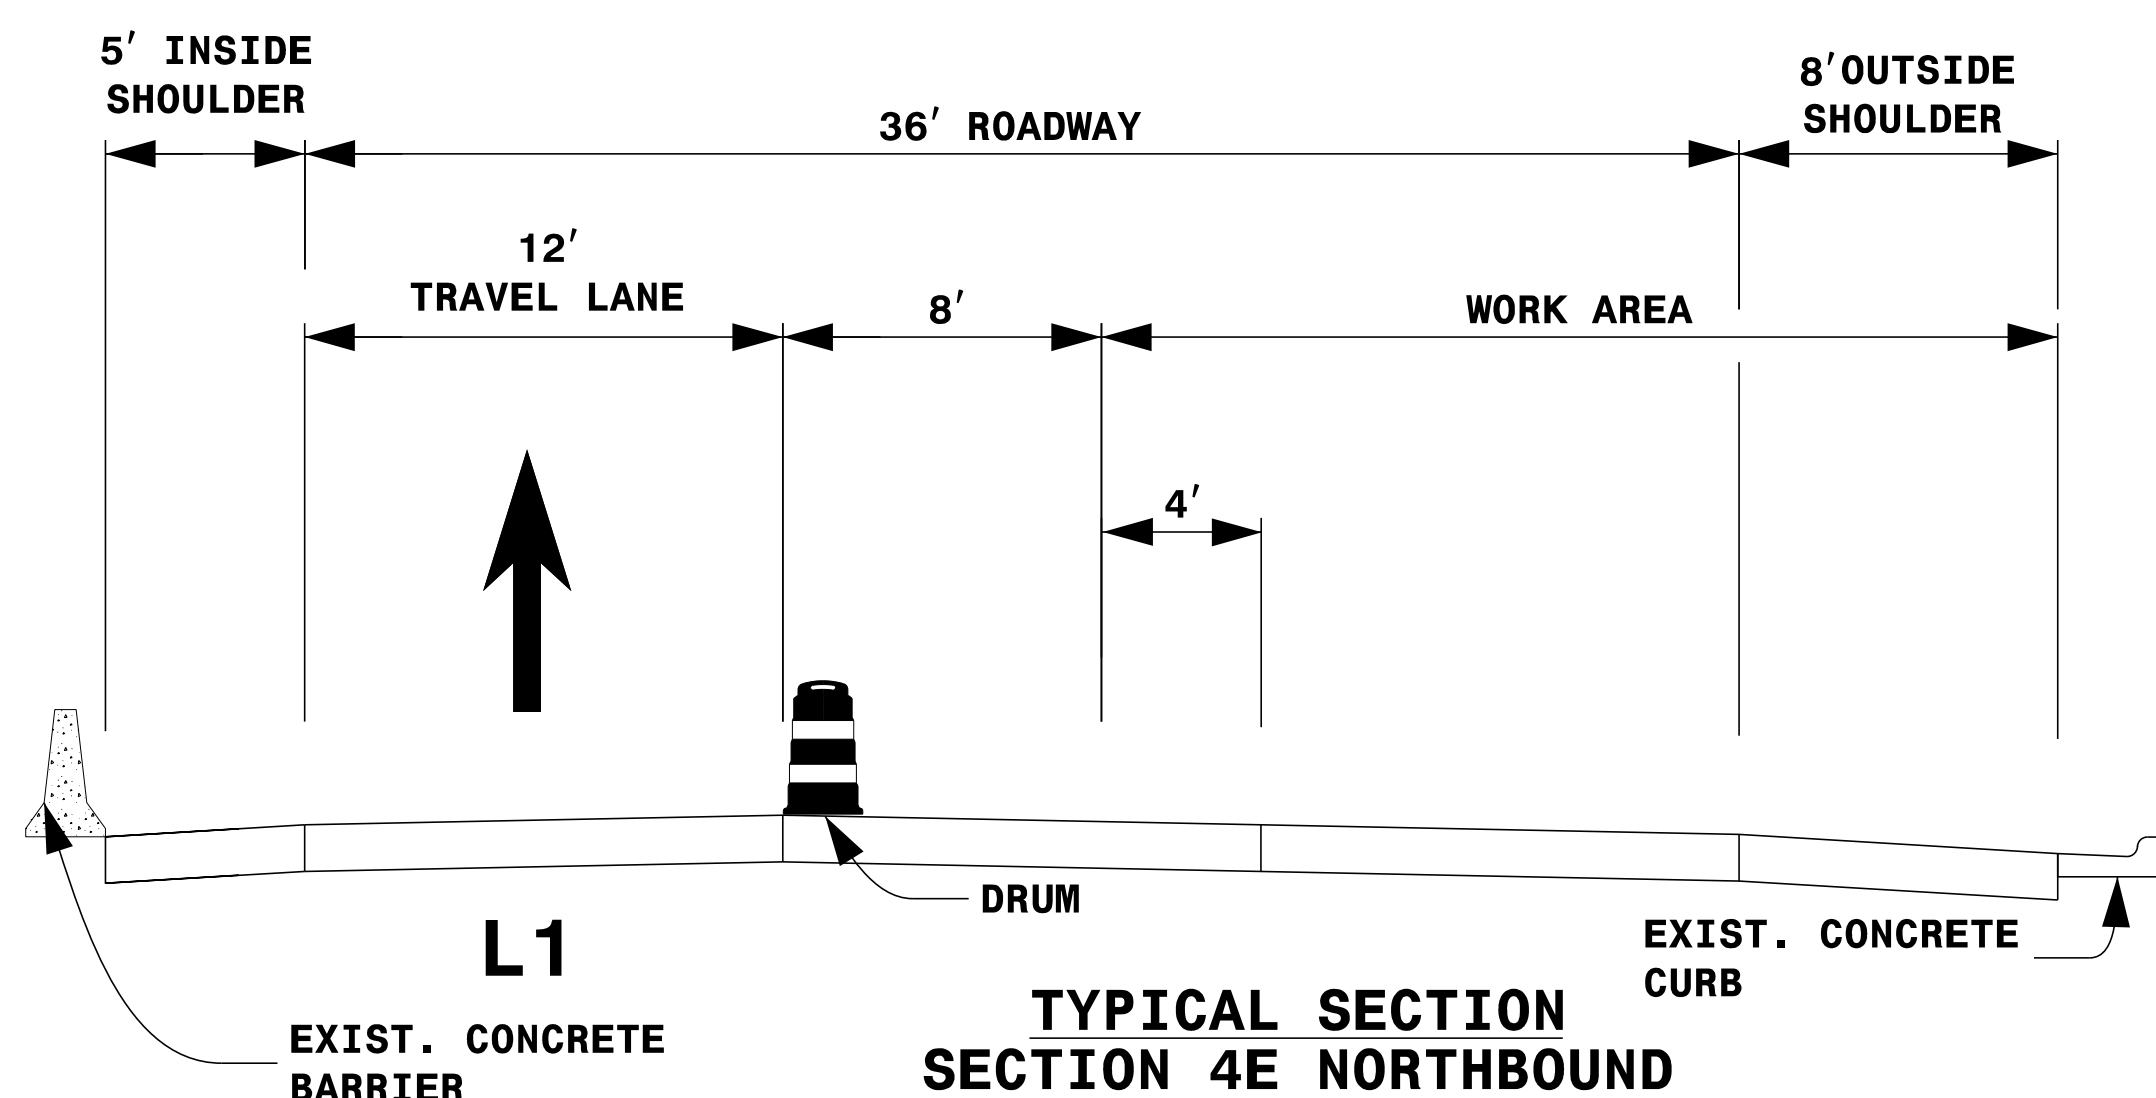 5' INSIDE
SHOULDER
8'OUTSIDE
SHOULDER
36' ROADWAY
12'
TRAVEL LANE
8'
WORK AREA
4'
DRUM
L1
EXIST. CONCRETE
CURB
EXIST. CONCRETE
BARRIER
TYPICAL SECTION
SECTION 4E NORTHBOUND